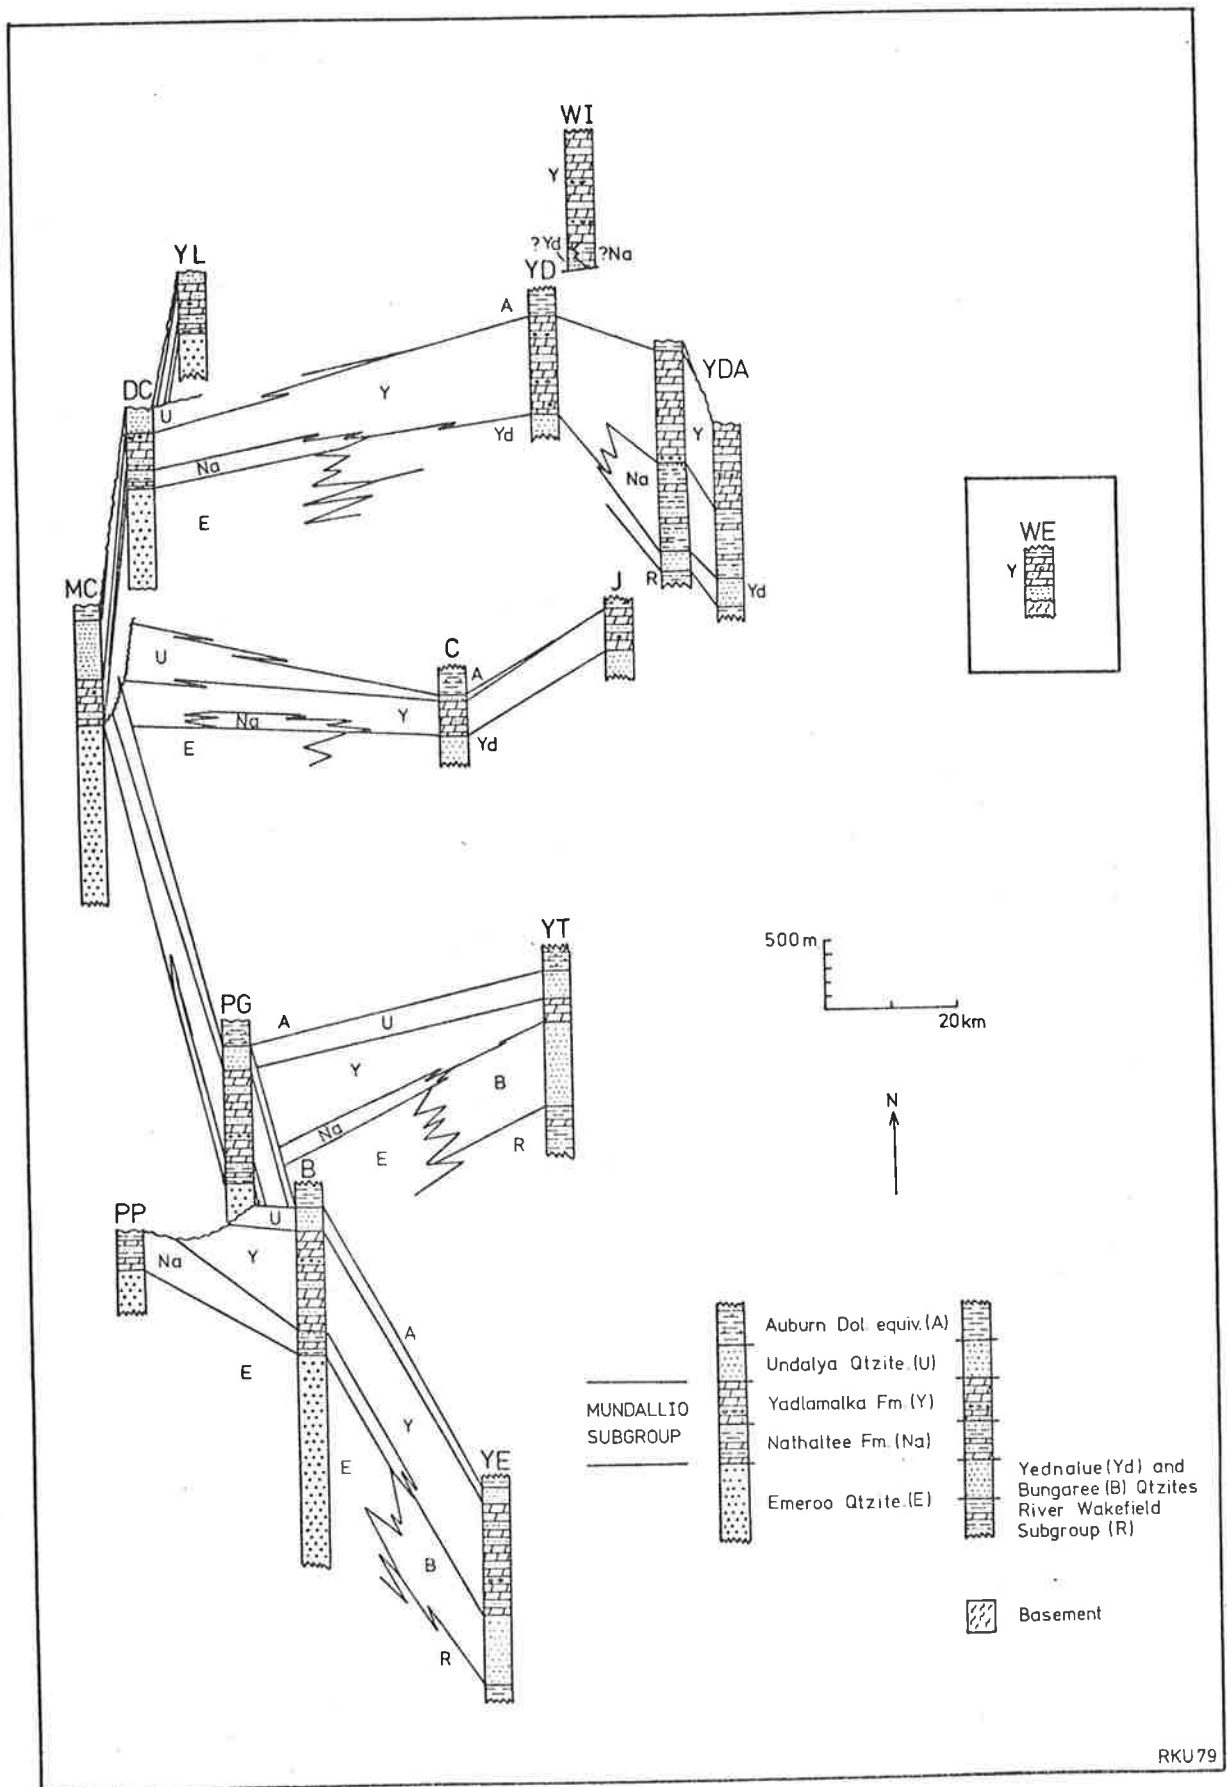 WI
Y
?Yd
?Na
YL
YD
A
YDA
DC
U
Y
Y
Na
Yd
Na
E
R
Yd
WE
Y
MC
J
U
C
A
Na
Y
E
Yd
YT
500m
20km
PG
A
U
Y
B
N
Na
E
R
B
PP
U
Y
Na
A
E
Y
E
YE
B
R
Auburn Dol. equiv. (A)
Undalya Qtzite. (U)
MUNDALLIO
SUBGROUP
Yadlamalka Fm. (Y)
Nathaltee Fm. (Na)
Emeroo Qtzite. (E)
Yednalue (Yd) and
Bungaree (B) Qtzites
River Wakefield
Subgroup (R)
Basement
RKU79